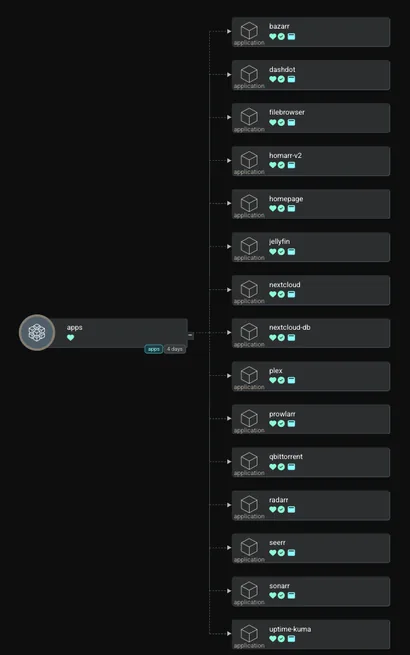 bazarr
application
dashdot
application
filebrowser
application
homarr-v2
application
homepage
application
jellyfin
application
nextcloud
application
apps
apps
4 days
nextcloud-db
application
plex
application
prowlarr
application
qbittorrent
application
radarr
application
seerr
application
sonarr
application
uptime-kuma
application